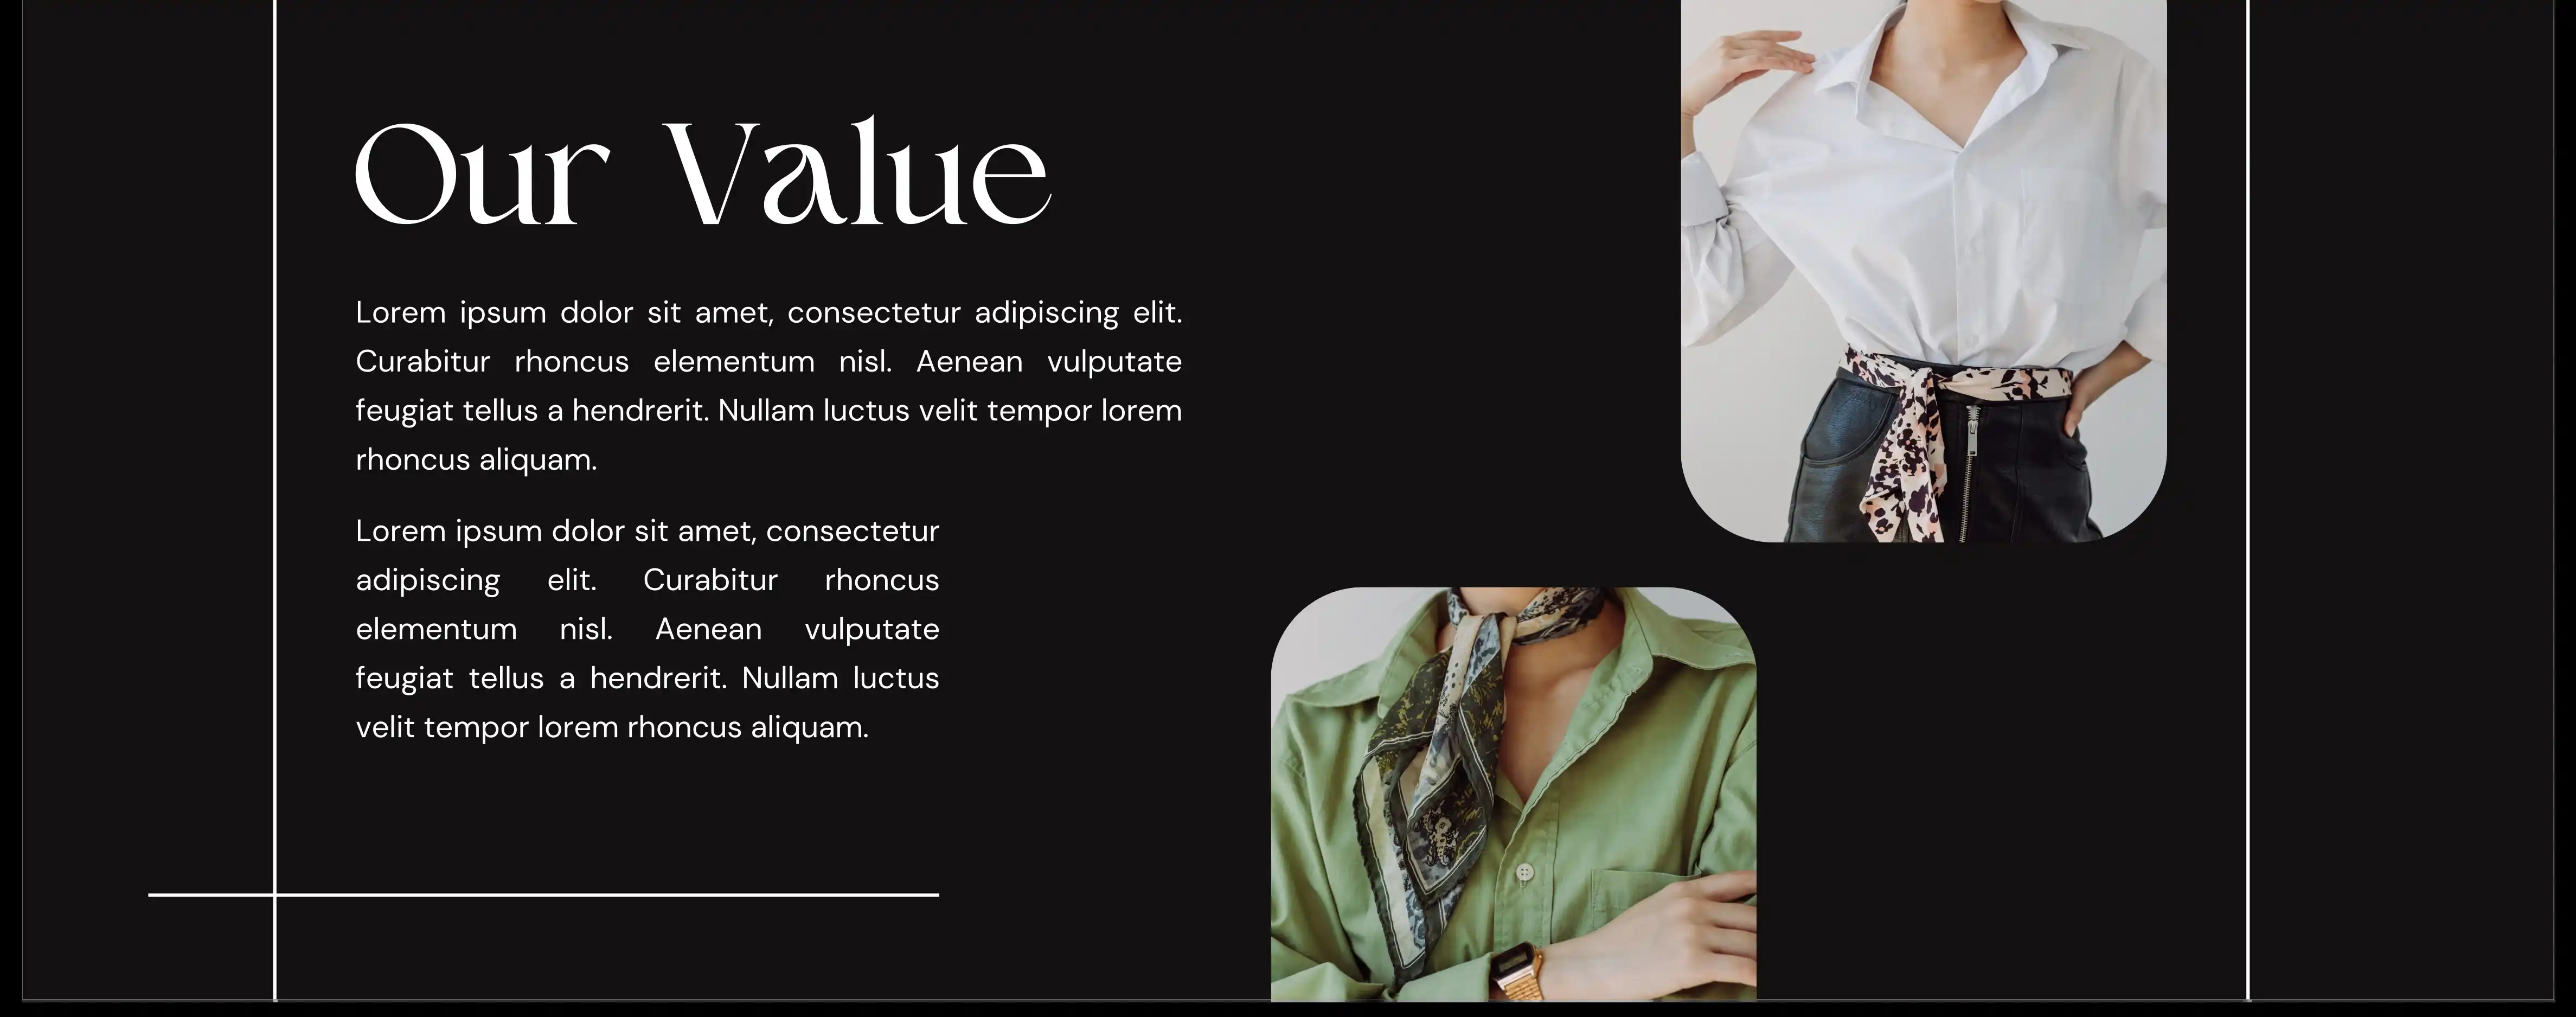 Our Value
Lorem ipsum dolor sit amet, consectetur adipiscing elit.
Curabitur rhoncus elementum nisl. Aenean vulputate
feugiat tellus a hendrerit. Nullam luctus velit tempor lorem
rhoncus aliquam.
Lorem ipsum dolor sit amet, consectetur
adipiscing elit. Curabitur rhoncus
elementum nisl. Aenean vulputate
feugiat tellus a hendrerit. Nullam luctus
velit tempor lorem rhoncus aliquam.